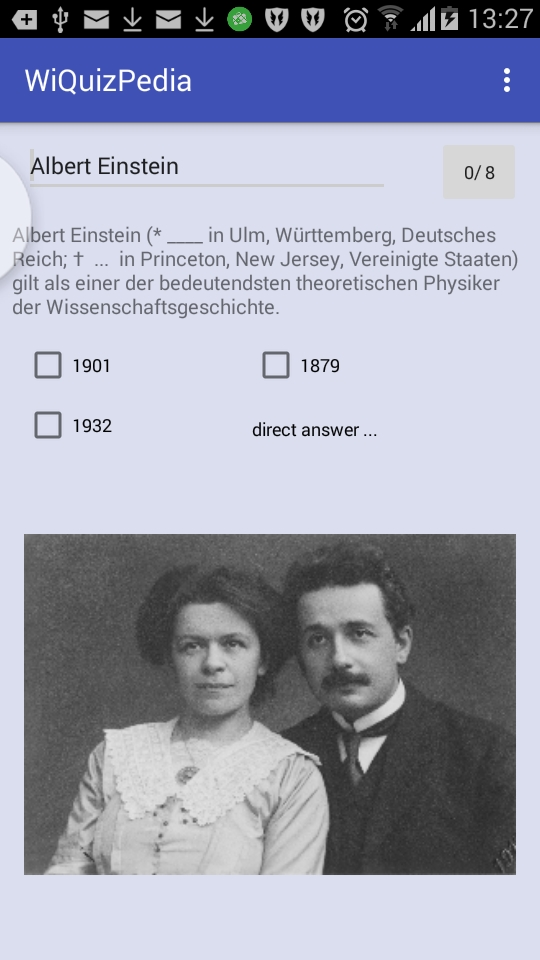 13:27
WiQuizPedia
Albert Einstein
0/ 8
Albert Einstein (* ____ in Ulm, Württemberg, Deutsches
Reich; † ... in Princeton, New Jersey, Vereinigte Staaten)
gilt als einer der bedeutendsten theoretischen Physiker
der Wissenschaftsgeschichte.
1901
1879
1932
direct answer ...